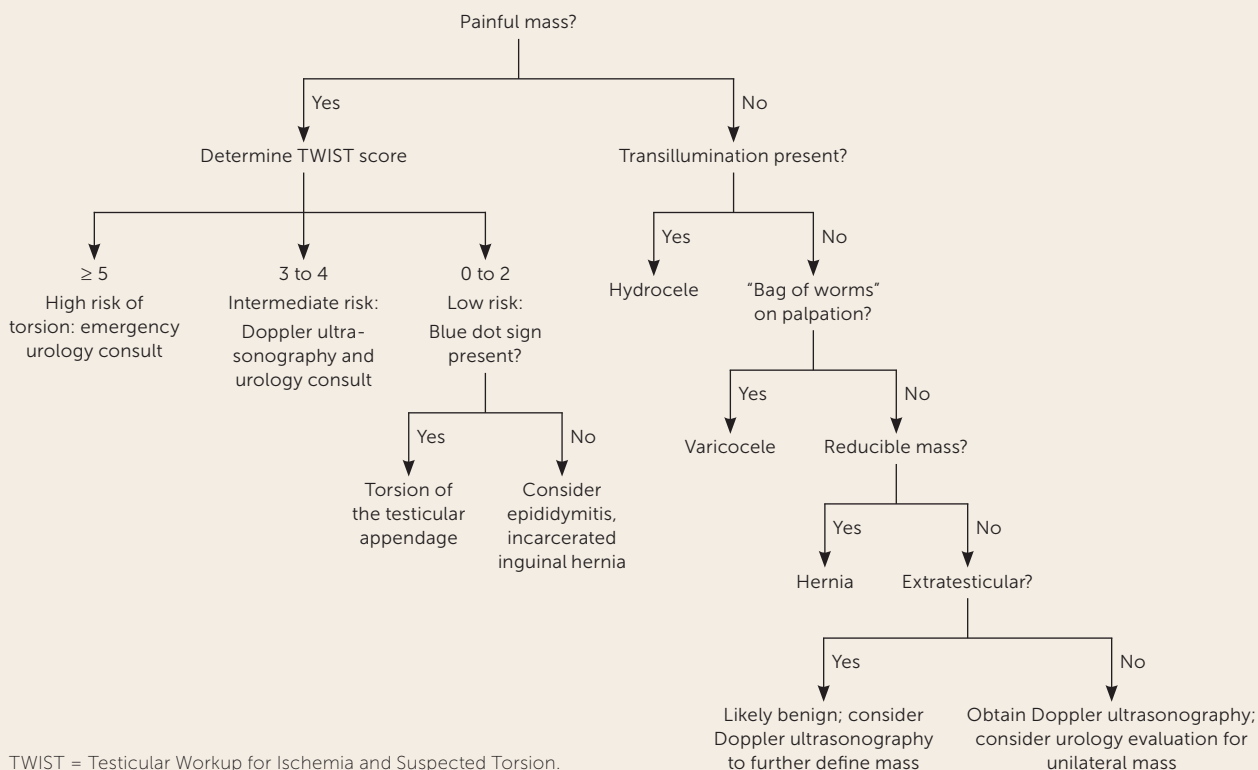 Painful mass?
Yes
No
Determine TWIST score
Transillumination present?
Yes
No
≥ 5
3 to 4
0 to 2
High risk of
torsion: emergency
urology consult
Intermediate risk:
Doppler ultra-
sonography and
urology consult
Low risk:
Blue dot sign
present?
Hydrocele
“Bag of worms”
on palpation?
Yes
No
Yes
No
Torsion of
the testicular
appendage
Consider
epididymitis,
incarcerated
inguinal hernia
Varicocele
Reducible mass?
Yes
No
Hernia
Extratesticular?
Yes
No
Likely benign; consider
Doppler ultrasonography
to further define mass
Obtain Doppler ultrasonography;
consider urology evaluation for
unilateral mass
TWIST = Testicular Workup for Ischemia and Suspected Torsion.